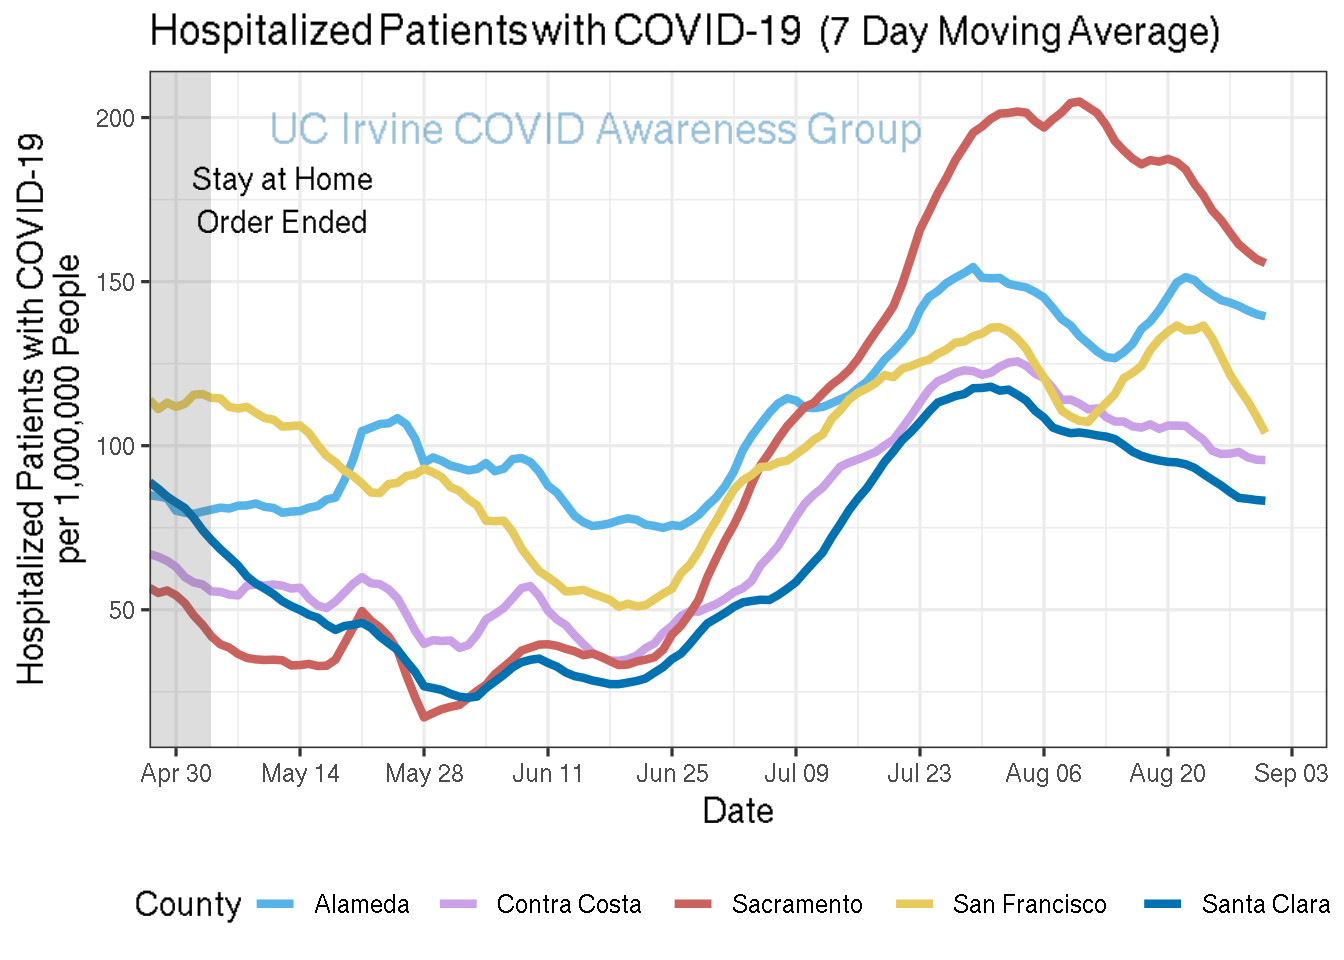 Hospitalized Patients with COVID-19 (7 Day Moving Average)
UC Irvine COVID Awareness Group
Stay at Home
Order Ended
Hospitalized Patients with COVID-19
per 1,000,000 People
200
150
100
50
Apr 30 May 14 May 28 Jun 11 Jun 25 Jul 09 Jul 23 Aug 06 Aug 20 Sep 03
Date
County Alameda Contra Costa Sacramento San Francisco Santa Clara